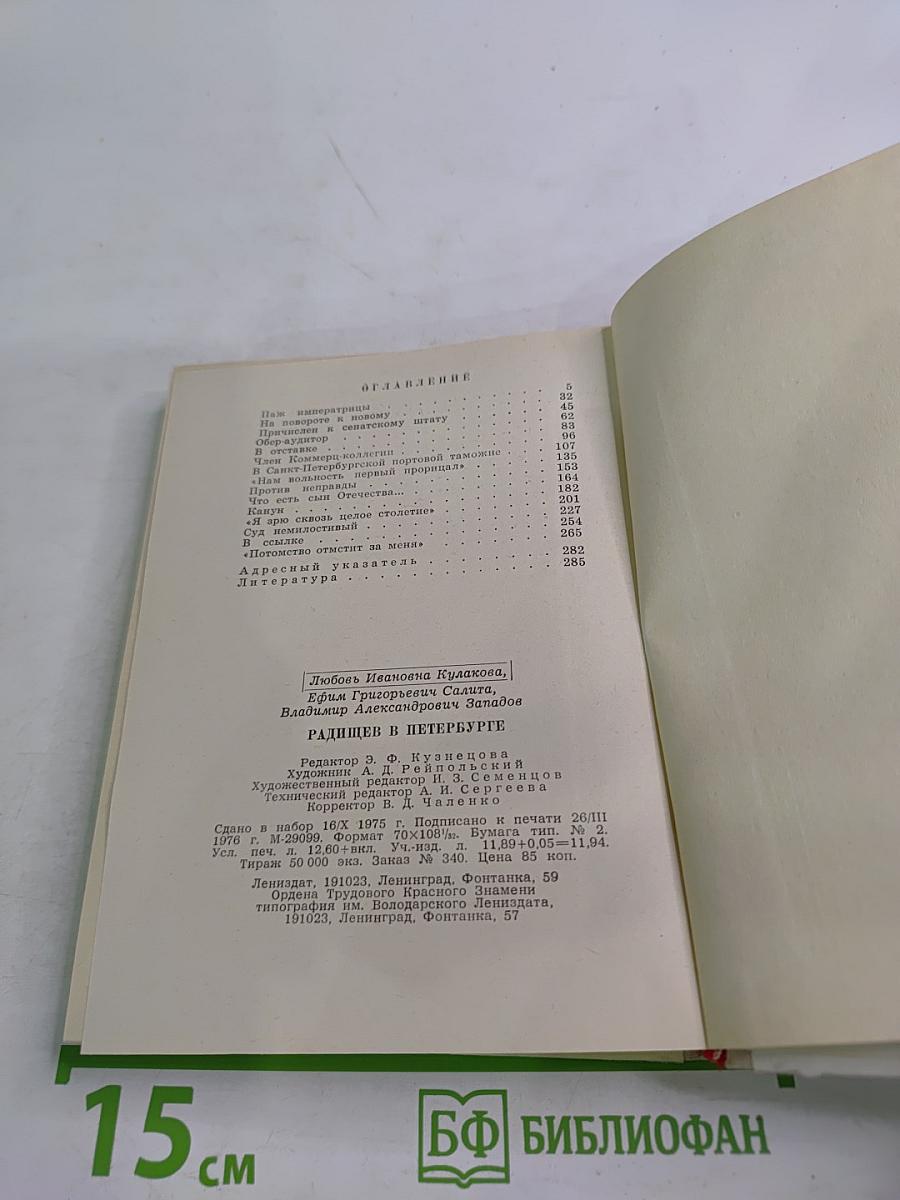 ОГЛАВЛЕНИЕ
Паж императрицы . . . . . . . . . . 5
На повороте к новому . . . . . . . . . 32
Причислен к сенатскому штату . . . . . . 45
Обер-аудитор . . . . . . . . . . . 62
В отставке . . . . . . . . . . . . 83
Член Коммерц-коллегии . . . . . . . . 96
В Санкт-Петербургской портовой таможне . . 107
«Нам вольность первый прорицал» . . . . . 135
Против неправды . . . . . . . . . . 153
Что есть сын Отечества... . . . . . . . . 164
Канун . . . . . . . . . . . . . . 182
«Я зрю сквозь целое столетие» . . . . . . 201
Суд немилостивый . . . . . . . . . . 227
В ссылке . . . . . . . . . . . . . 254
«Потомство отмстит за меня» . . . . . . . 265
Адресный указатель . . . . . . . . 282
Литература . . . . . . . . . . . . 285
Любовь Ивановна Кулакова,
Ефим Григорьевич Салита,
Владимир Александрович Западов
РАДИЩЕВ В ПЕТЕРБУРГЕ
Редактор Э. Ф. Кузнецова
Художник А. Д. Рейпольский
Художественный редактор И. З. Семенцов
Технический редактор А. И. Сергеева
Корректор В. Д. Чаленко
Сдано в набор 16/X 1975 г. Подписано к печати 26/III
1976 г. М-29099. Формат 70×108¹/₃₂. Бумага тип. № 2.
Усл. печ. л. 12,60+вкл. Уч.-изд. л. 11,89+0,05=11,94.
Тираж 50 000 экз. Заказ № 340. Цена 85 коп.
Лениздат, 191023, Ленинград, Фонтанка, 59
Ордена Трудового Красного Знамени
типография им. Володарского Лениздата,
191023, Ленинград, Фонтанка, 57
15 см
БФ БИБЛИОФАН